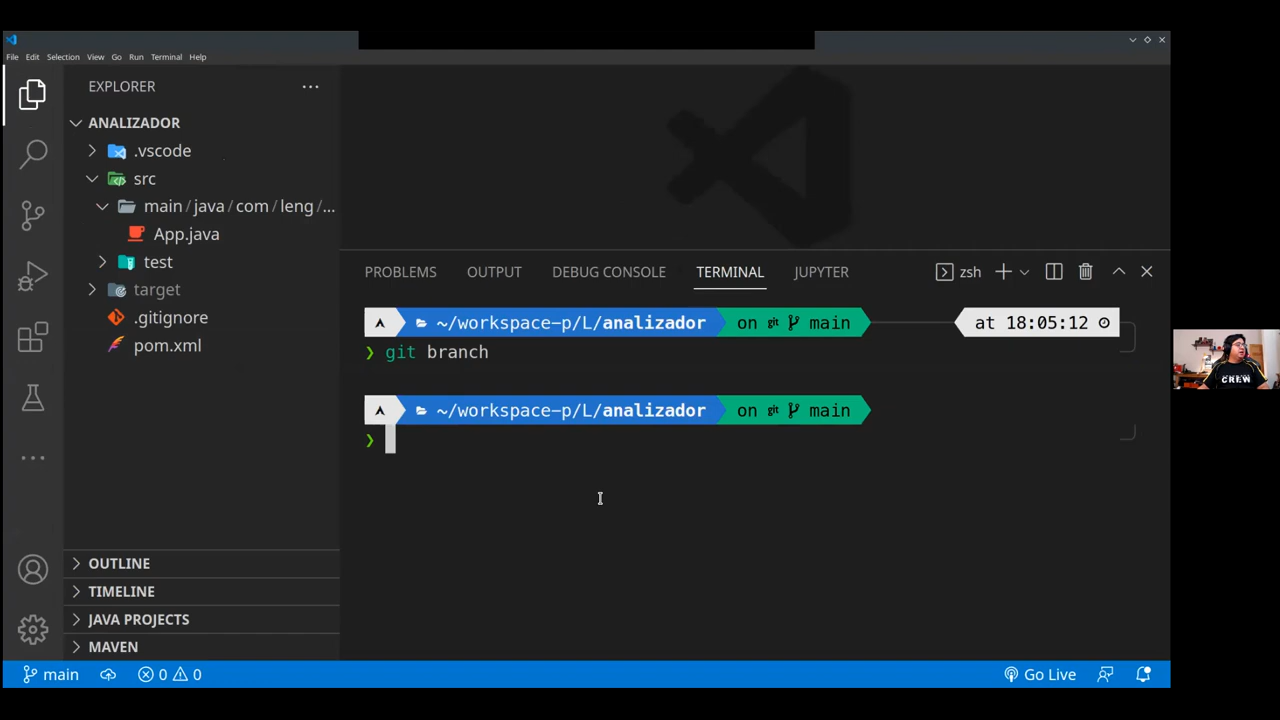 File Edit Selection View Go Run Terminal Help
EXPLORER
ANALIZADOR
.vscode
src
main/java/com/leng/...
App.java
test
target
.gitignore
pom.xml
OUTLINE
TIMELINE
JAVA PROJECTS
MAVEN
PROBLEMS OUTPUT DEBUG CONSOLE TERMINAL JUPYTER zsh
~/workspace-p/L/analizador on git main at 18:05:12
❯ git branch
~/workspace-p/L/analizador on git main
❯
main 0 0 Go Live
CREW